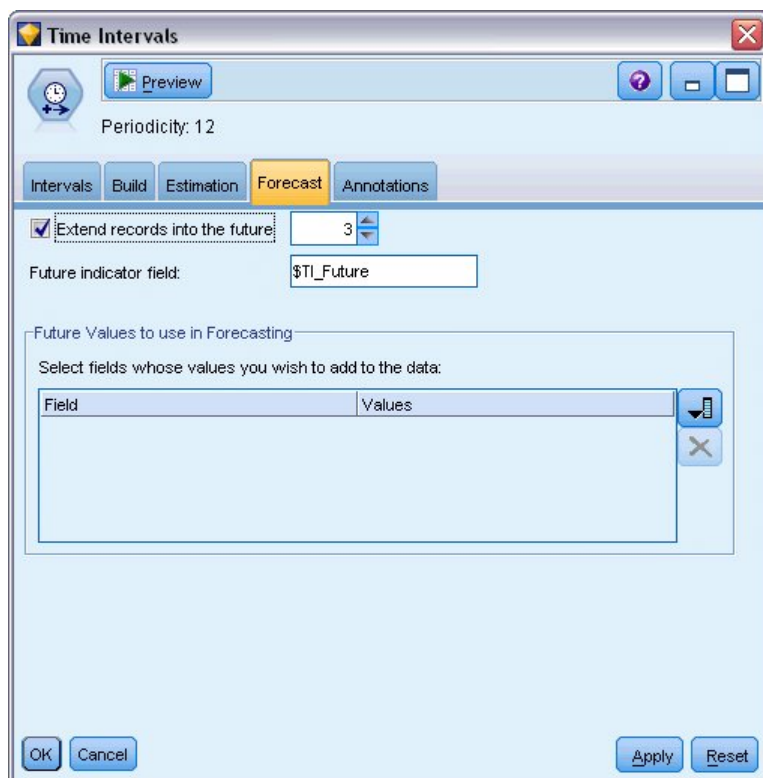 Time Intervals
Preview
Periodicity: 12
Intervals Build Estimation Forecast Annotations
Extend records into the future 3
Future indicator field: $TI_Future
Future Values to use in Forecasting
Select fields whose values you wish to add to the data:
Field Values
OK Cancel Apply Reset